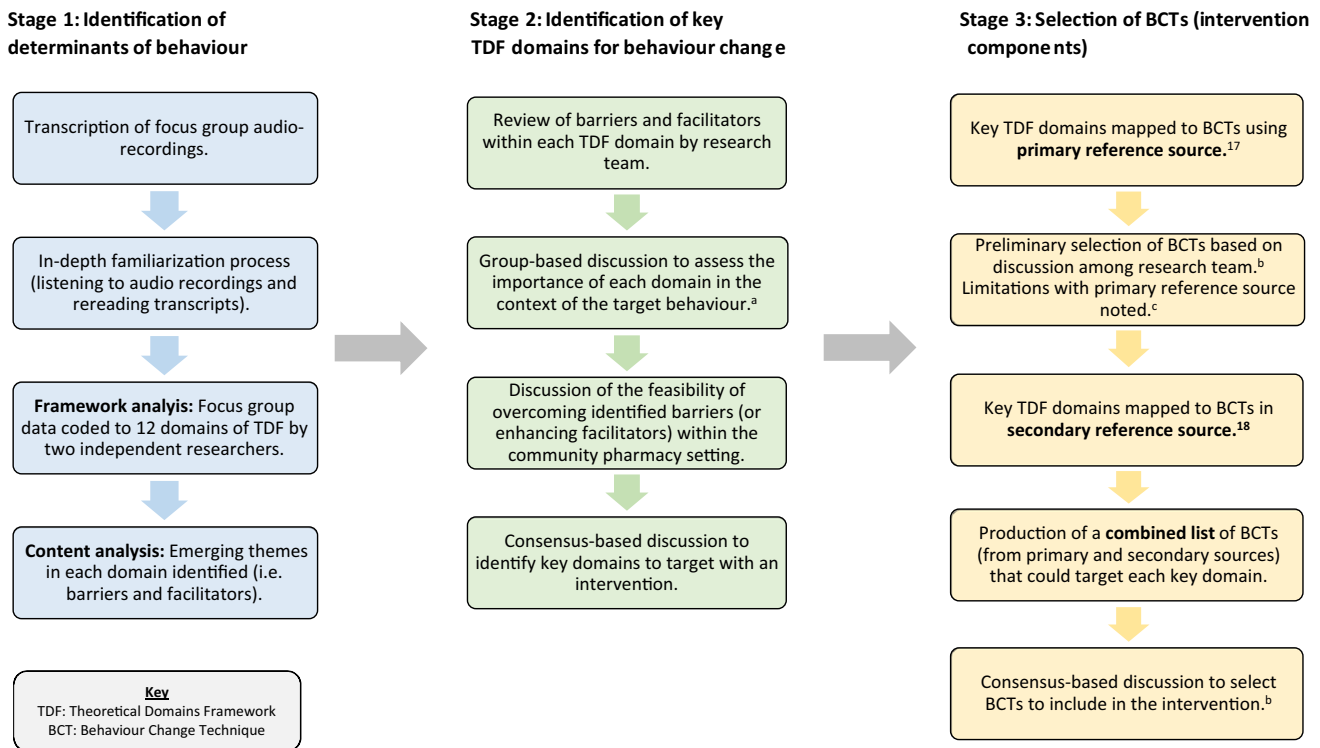 Stage 1: Identification of
determinants of behaviour
Transcription of focus group audio-
recordings.
In-depth familiarization process
(listening to audio recordings and
rereading transcripts).
Framework analyis: Focus group
data coded to 12 domains of TDF by
two independent researchers.
Content analysis: Emerging themes
in each domain identified (i.e.
barriers and facilitators).
Key
TDF: Theoretical Domains Framework
BCT: Behaviour Change Technique
Stage 2: Identification of key
TDF domains for behaviour change
Review of barriers and facilitators
within each TDF domain by research
team.
Group-based discussion to assess the
importance of each domain in the
context of the target behaviour.a
Discussion of the feasibility of
overcoming identified barriers (or
enhancing facilitators) within the
community pharmacy setting.
Consensus-based discussion to
identify key domains to target with an
intervention.
Stage 3: Selection of BCTs (intervention
components)
Key TDF domains mapped to BCTs using
primary reference source.17
Preliminary selection of BCTs based on
discussion among research team.b
Limitations with primary reference source
noted.c
Key TDF domains mapped to BCTs in
secondary reference source.18
Production of a combined list of BCTs
(from primary and secondary sources)
that could target each key domain.
Consensus-based discussion to select
BCTs to include in the intervention.b